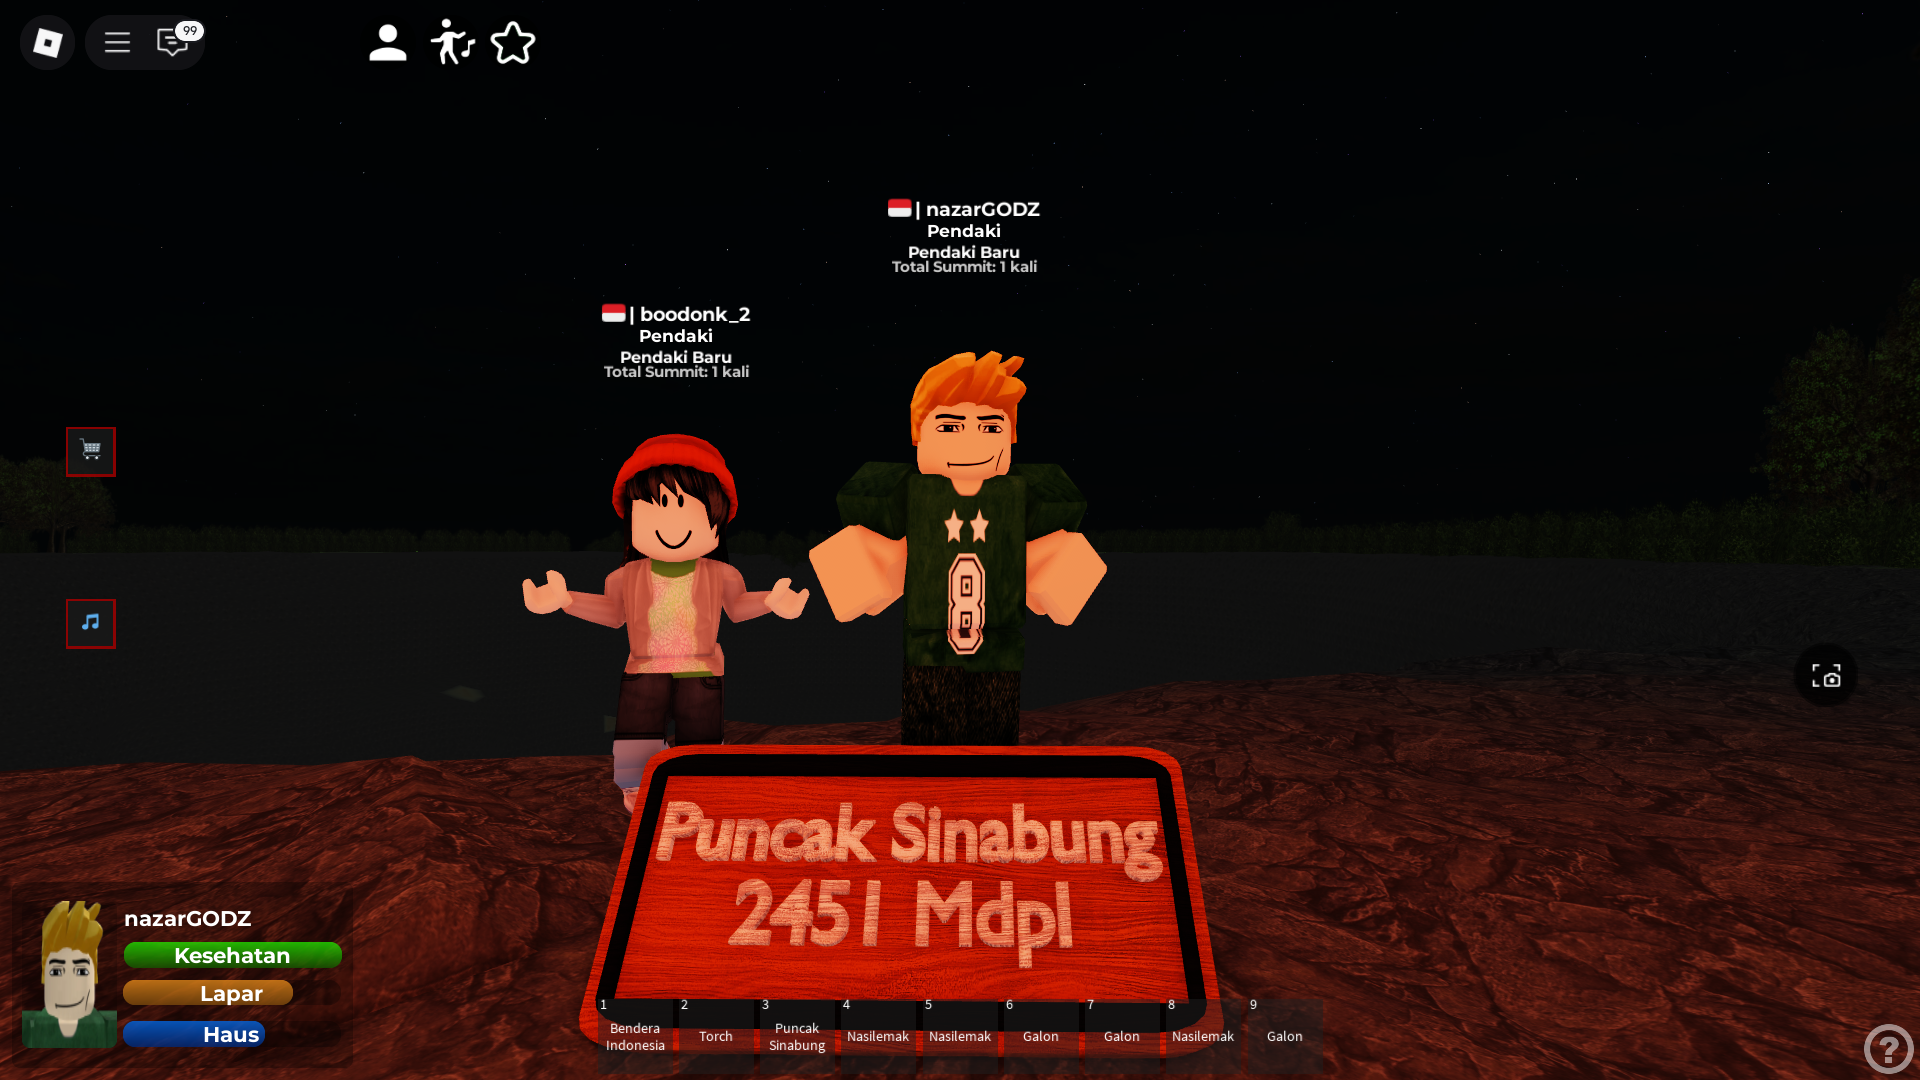 99
| nazarGODZ
Pendaki
Pendaki Baru
Total Summit: 1 kali
| boodonk_2
Pendaki
Pendaki Baru
Total Summit: 1 kali
8
Puncak Sinabung
2451 Mdpl
nazarGODZ
Kesehatan
Lapar
Haus
1
Bendera
Indonesia
2
Torch
3
Puncak
Sinabung
4
Nasilemak
5
Nasilemak
6
Galon
7
Galon
8
Nasilemak
9
Galon
?